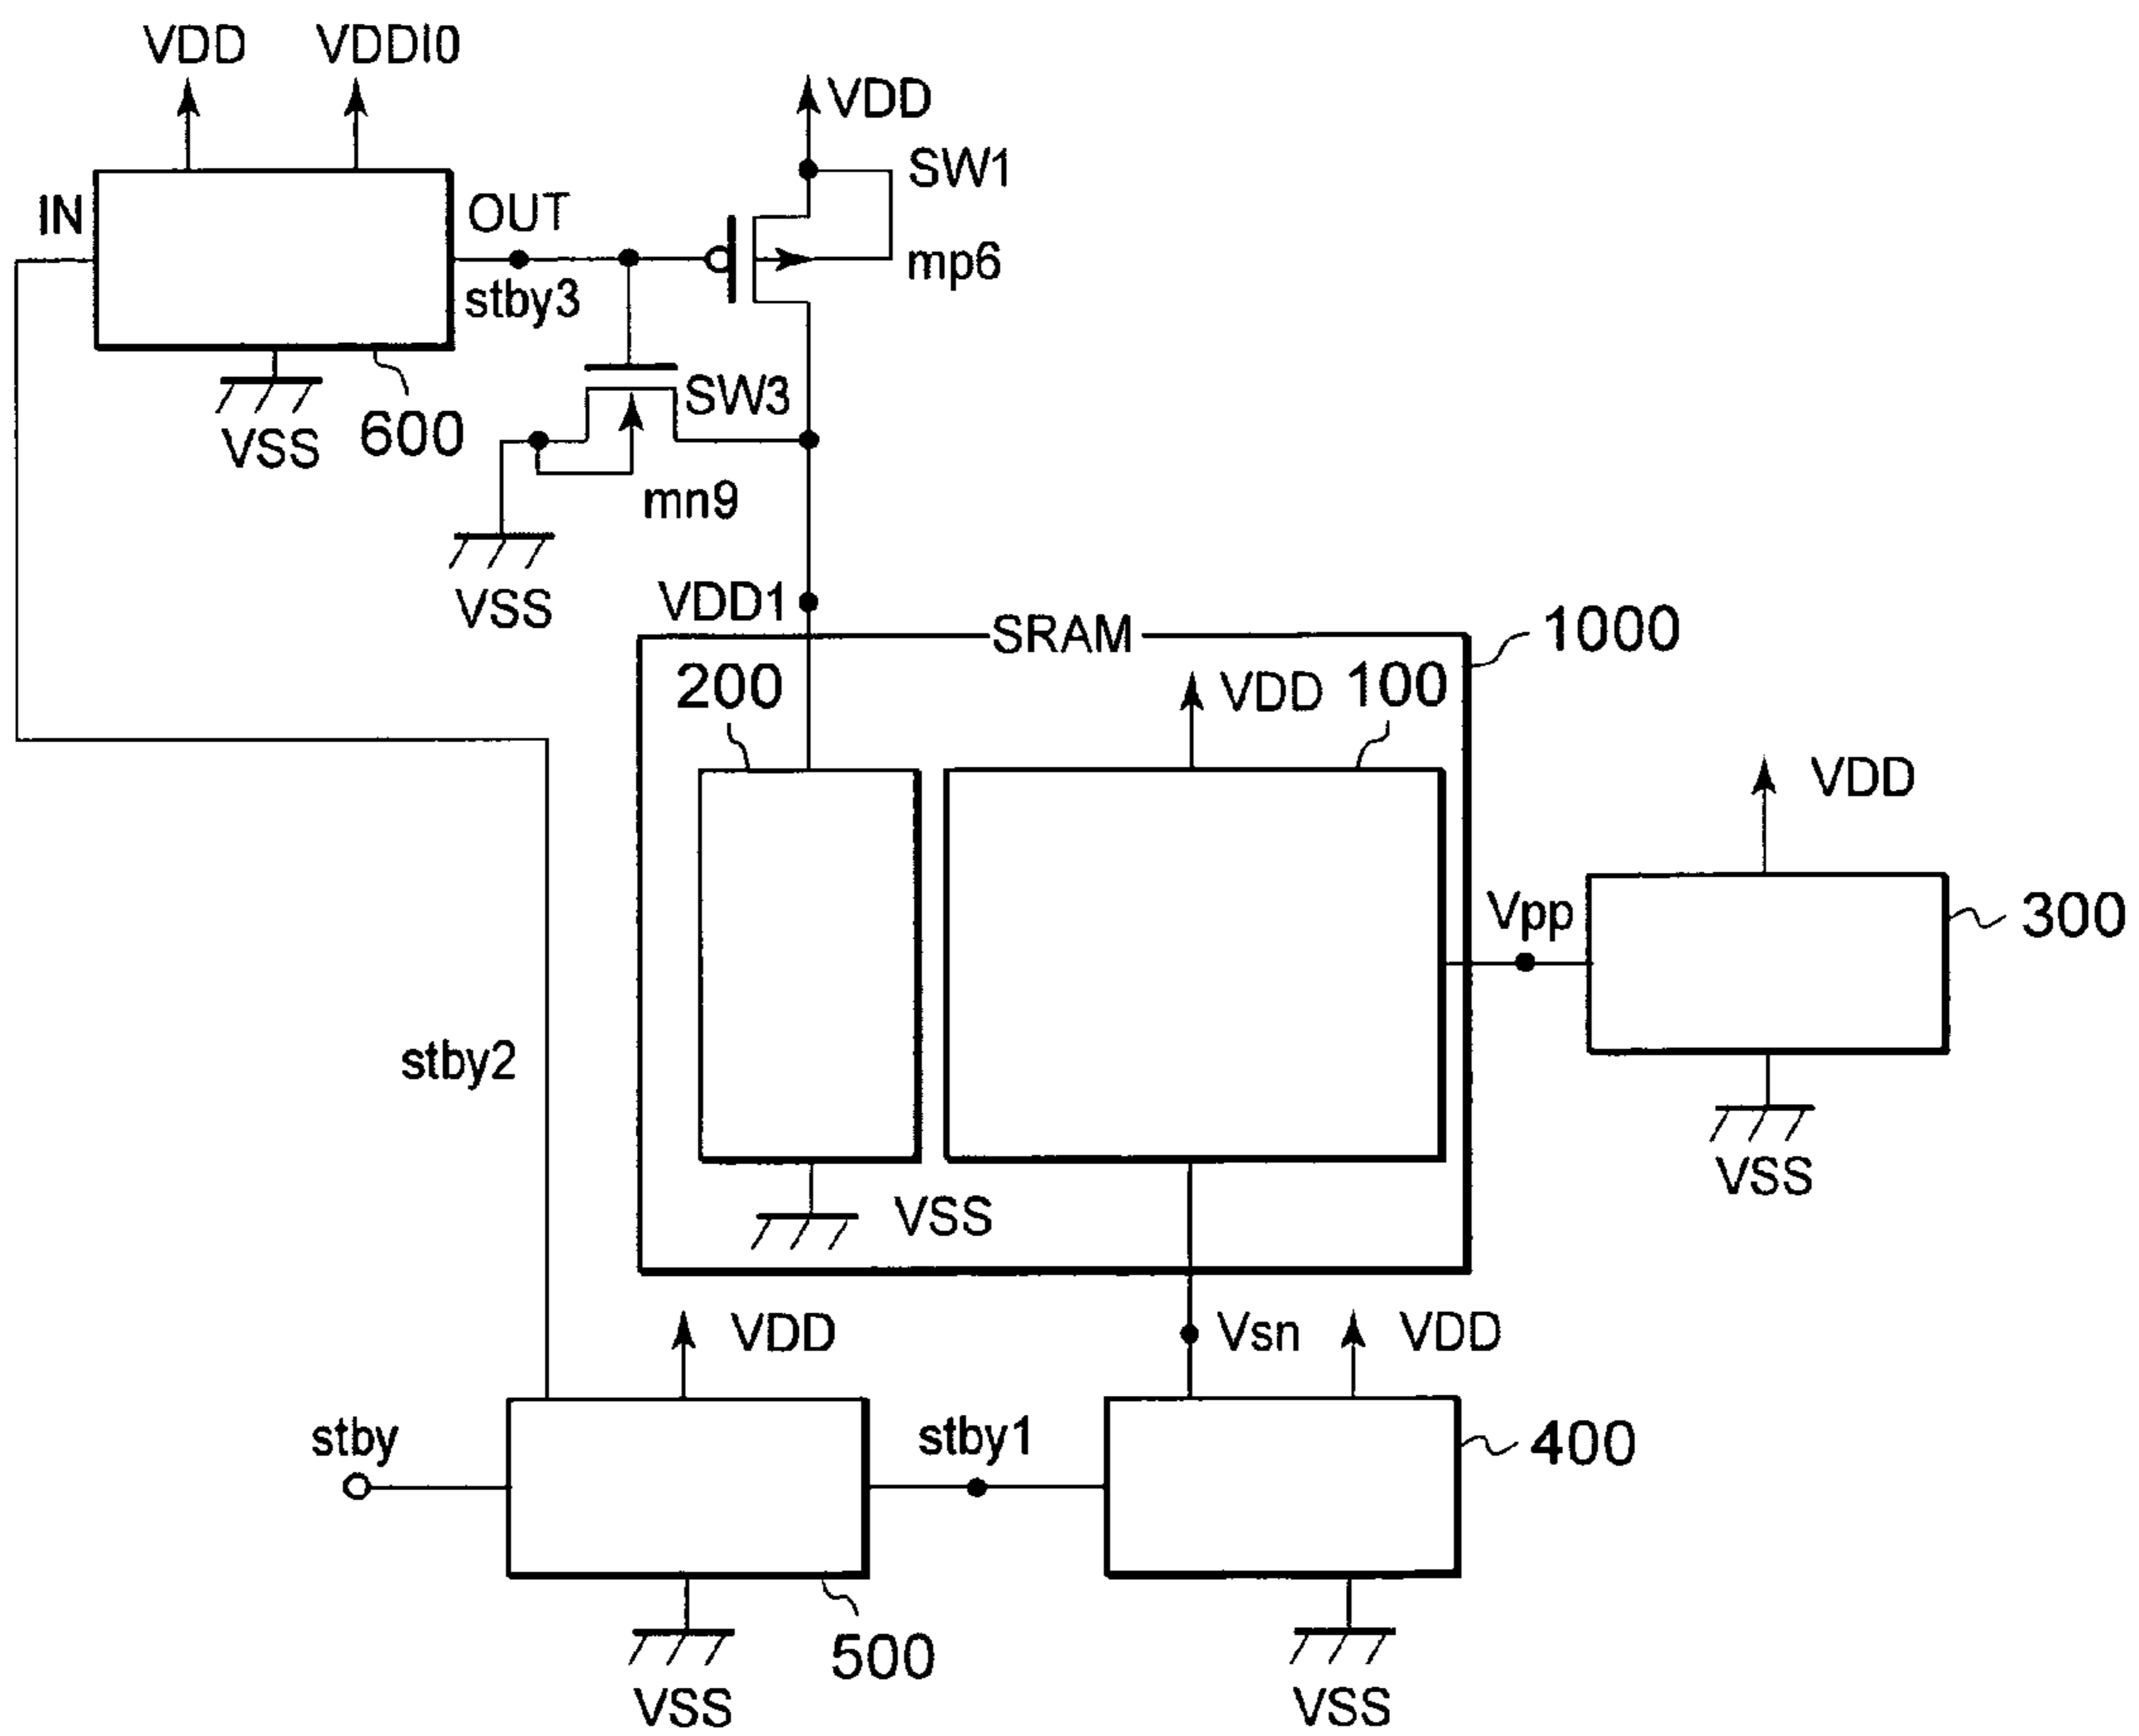 VDD VDDIO
VDD
SW1
IN OUT
mp6
stby3
SW3
VSS 600
mn9
VSS
VDD1
SRAM 1000
200 VDD 100
VDD
Vpp 300
stby2
VSS
VSS
VDD Vsn VDD
stby stby1 400
500
VSS VSS